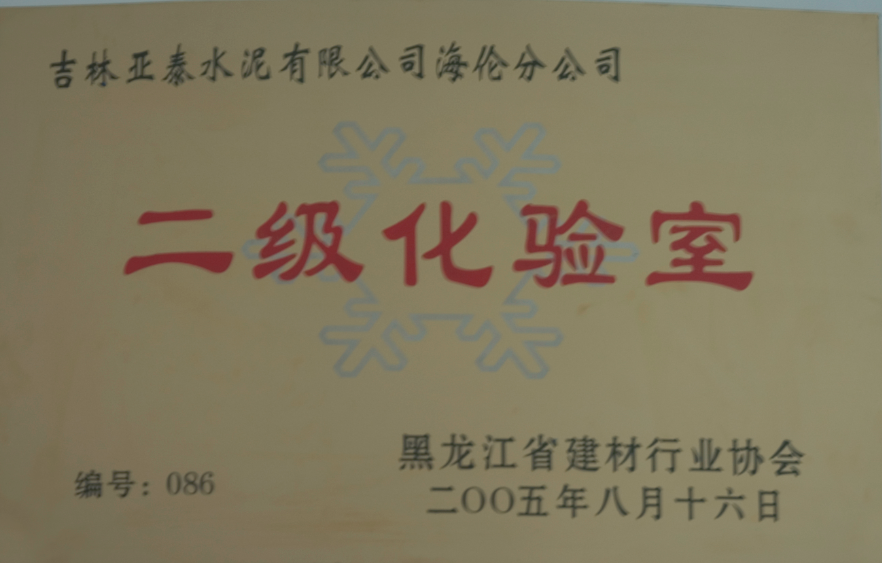 吉林亚泰水泥有限公司海伦分公司
二级化验室
黑龙江省建材行业协会
编号：086
二〇〇五年八月十六日